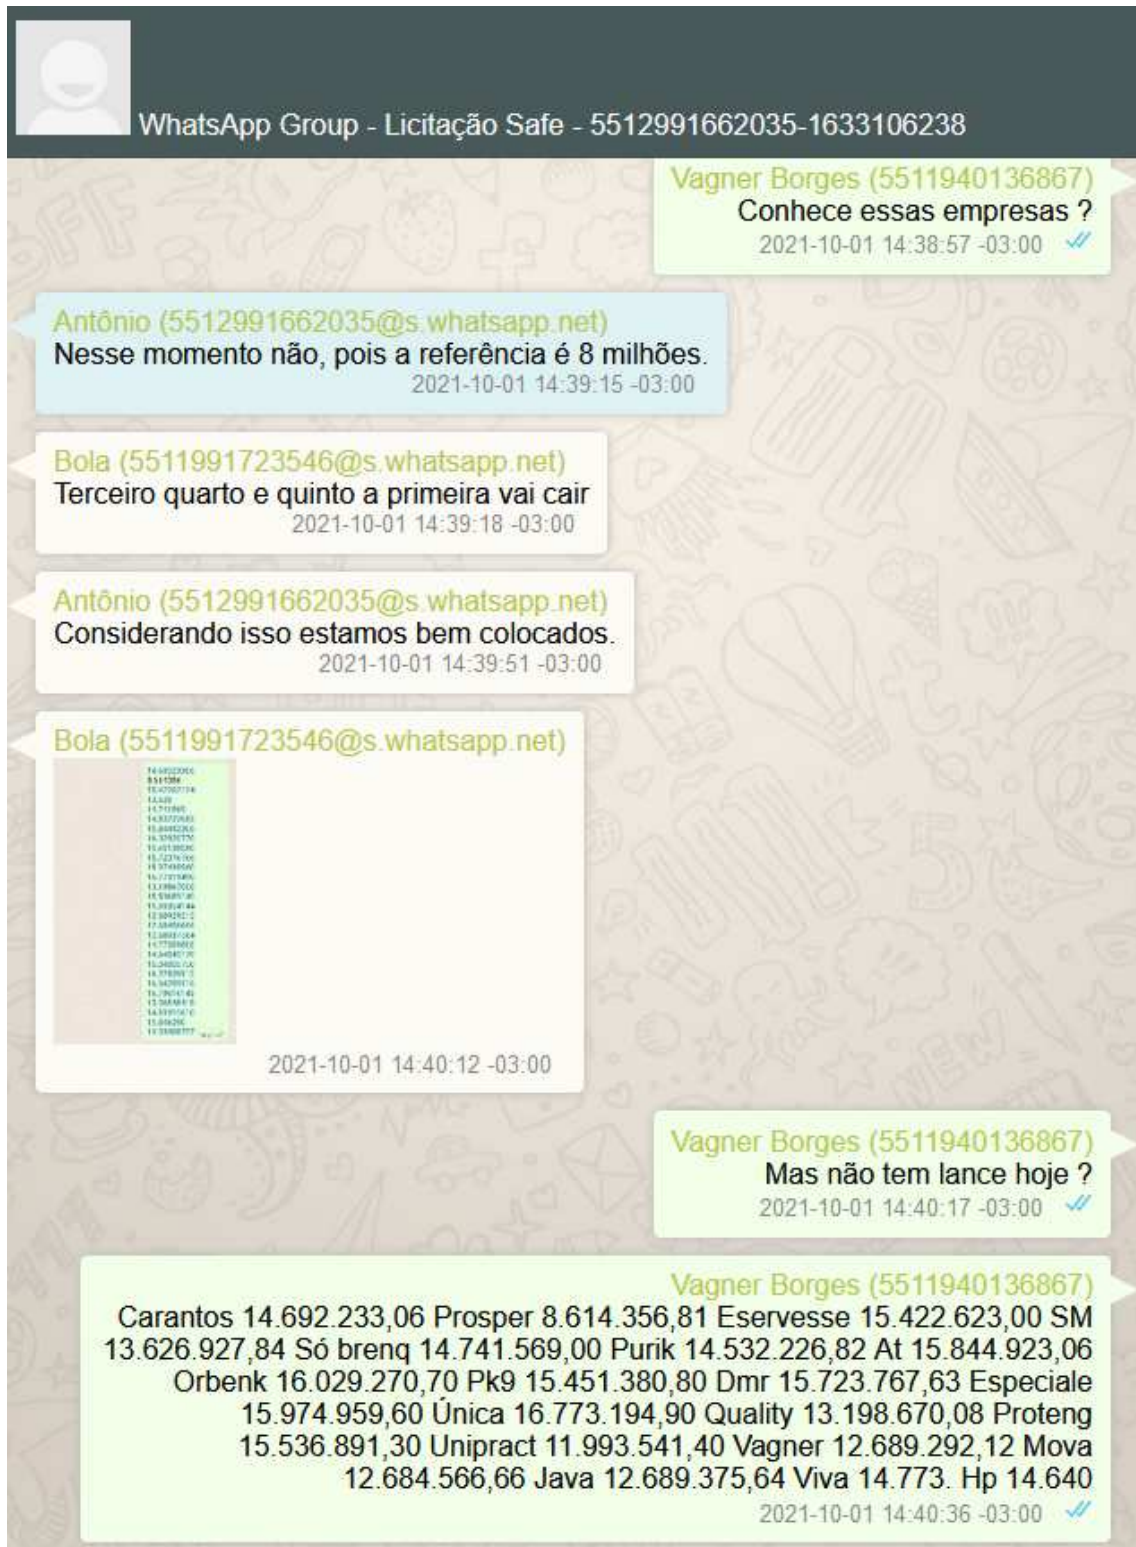 WhatsApp Group - Licitação Safe - 5512991662035-1633106238
Vagner Borges (5511940136867)
Conhece essas empresas ?
2021-10-01 14:38:57 -03:00
Antônio (5512991662035@s.whatsapp.net)
Nesse momento não, pois a referência é 8 milhões.
2021-10-01 14:39:15 -03:00
Bola (5511991723546@s.whatsapp.net)
Terceiro quarto e quinto a primeira vai cair
2021-10-01 14:39:18 -03:00
Antônio (5512991662035@s.whatsapp.net)
Considerando isso estamos bem colocados.
2021-10-01 14:39:51 -03:00
Bola (5511991723546@s.whatsapp.net)
2021-10-01 14:40:12 -03:00
Vagner Borges (5511940136867)
Mas não tem lance hoje ?
2021-10-01 14:40:17 -03:00
Vagner Borges (5511940136867)
Carantos 14.692.233,06 Prosper 8.614.356,81 Eservesse 15.422.623,00 SM
13.626.927,84 Só brenq 14.741.569,00 Purik 14.532.226,82 At 15.844.923,06
Orbenk 16.029.270,70 Pk9 15.451.380,80 Dmr 15.723.767,63 Especiale
15.974.959,60 Única 16.773.194,90 Quality 13.198.670,08 Proteng
15.536.891,30 Unipract 11.993.541,40 Vagner 12.689.292,12 Mova
12.684.566,66 Java 12.689.375,64 Viva 14.773. Hp 14.640
2021-10-01 14:40:36 -03:00